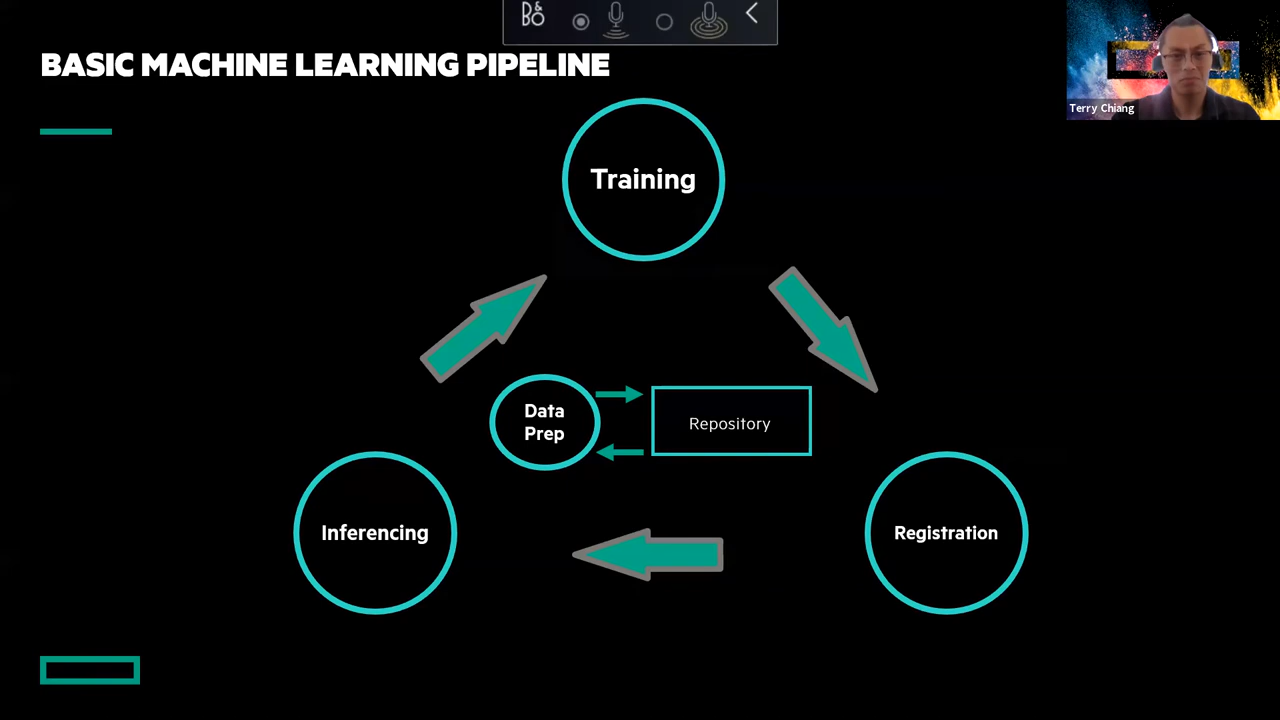 B&O
BASIC MACHINE LEARNING PIPELINE
Terry Chiang
Training
Data
Prep
Repository
Inferencing
Registration